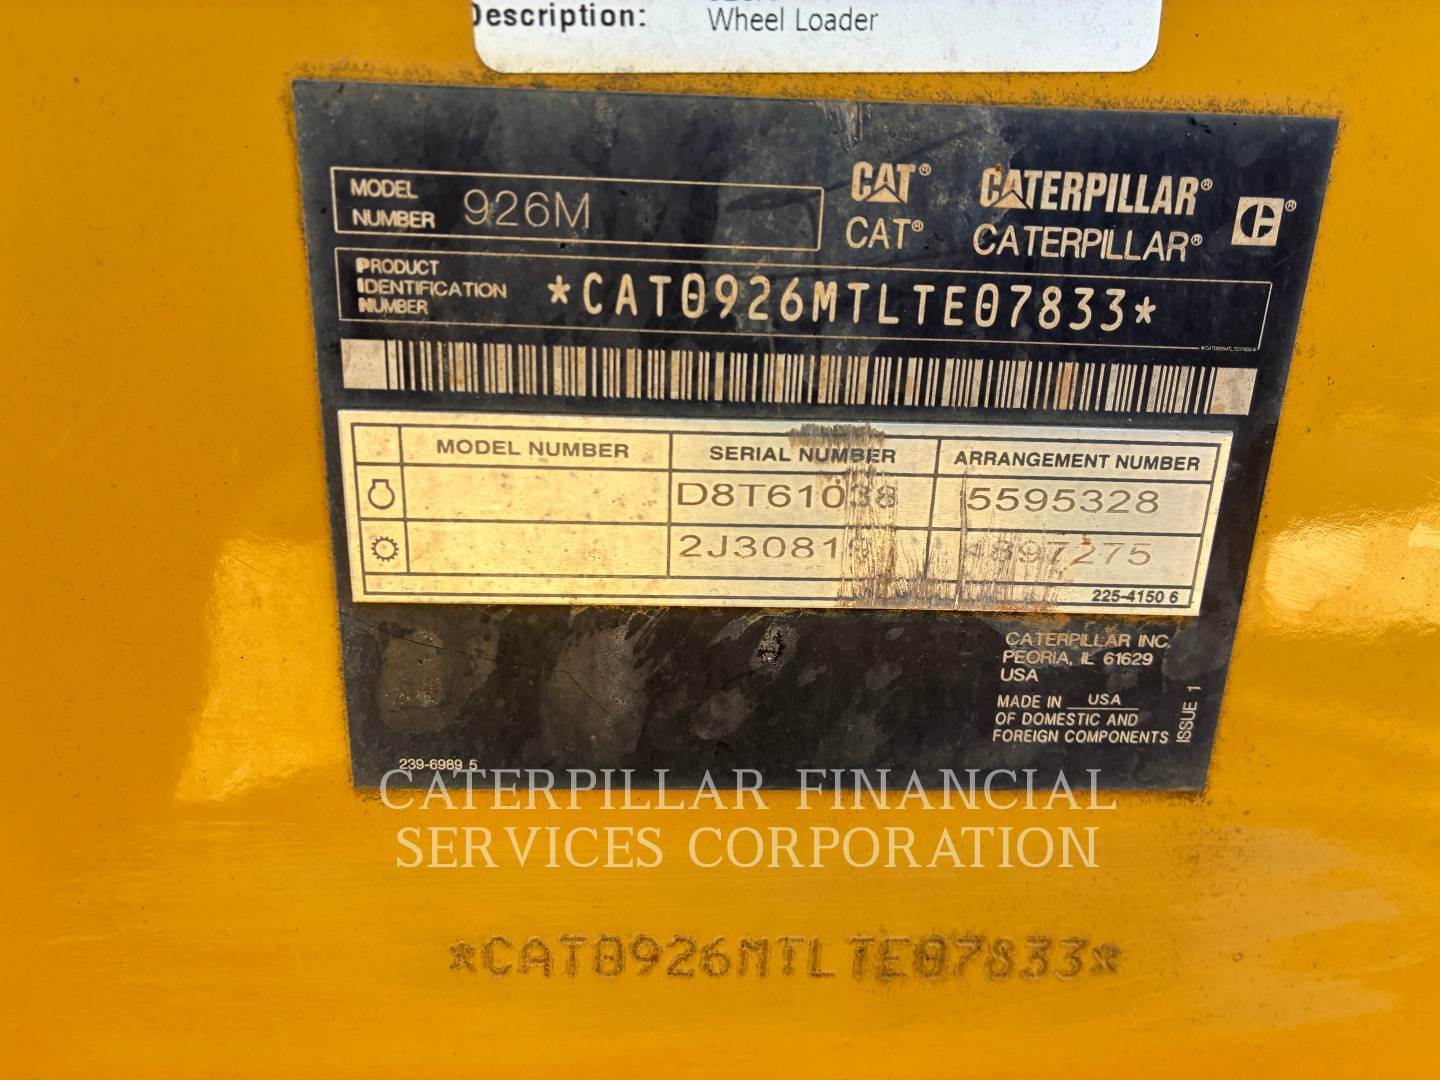 Description: Wheel Loader
MODEL NUMBER 926M
CAT® CATERPILLAR®
CAT® CATERPILLAR®
PRODUCT IDENTIFICATION NUMBER *CAT0926MTLTE07833*
MODEL NUMBER SERIAL NUMBER ARRANGEMENT NUMBER
D8T61038 5595328
225-4150 6
CATERPILLAR INC.
PEORIA, IL 61629
USA
MADE IN USA
OF DOMESTIC AND
FOREIGN COMPONENTS
ISSUE 1
239-6989 5
CATERPILLAR FINANCIAL
SERVICES CORPORATION
*CAT0926MTLTE07833*